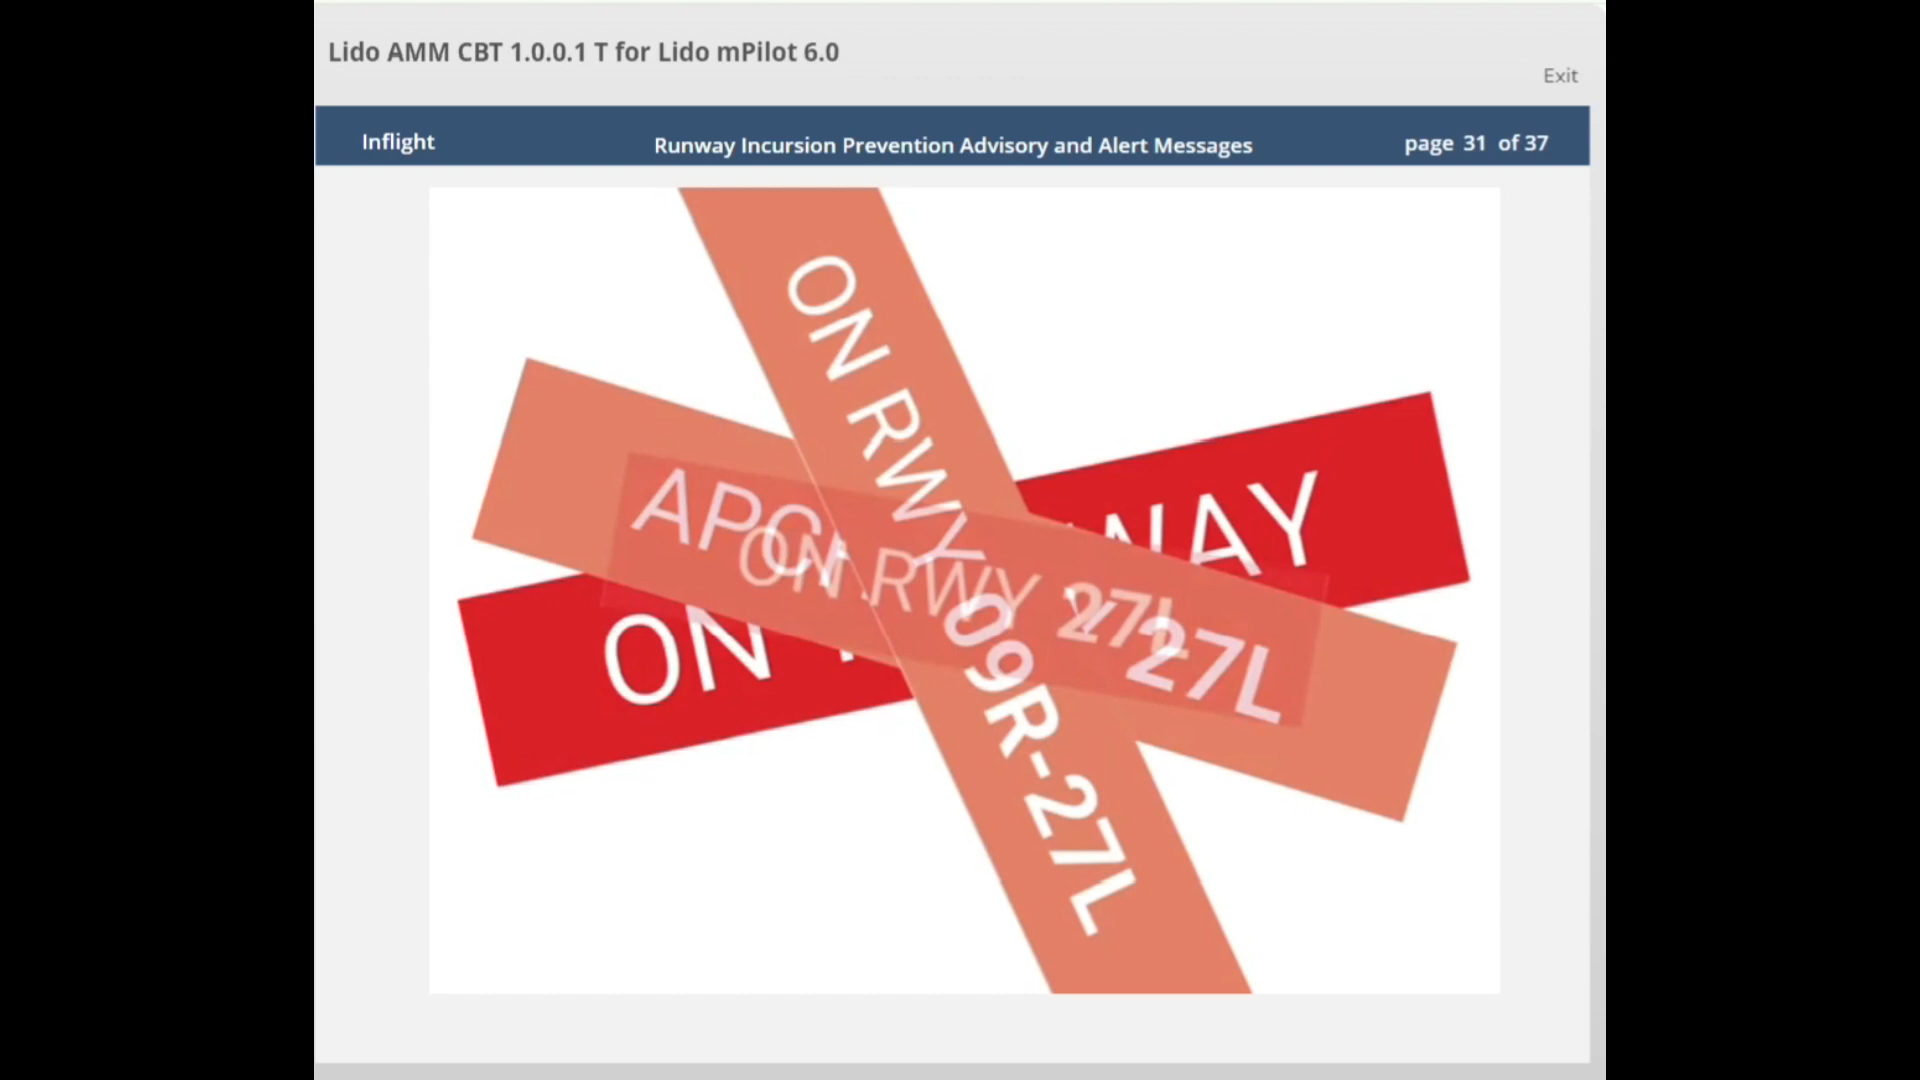 Lido AMM CBT 1.0.0.1 T for Lido mPilot 6.0
Exit
Inflight
Runway Incursion Prevention Advisory and Alert Messages
page 31 of 37
ON RWY 09R-27L
WAY
ON RWY 27L
27L
ON